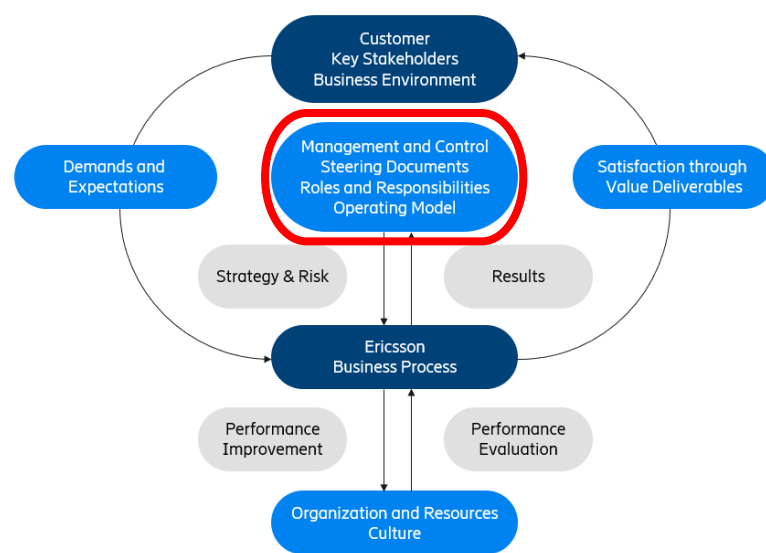 Customer
Key Stakeholders
Business Environment
Management and Control
Steering Documents
Roles and Responsibilities
Operating Model
Demands and
Expectations
Satisfaction through
Value Deliverables
Strategy & Risk
Results
Ericsson
Business Process
Performance
Improvement
Performance
Evaluation
Organization and Resources
Culture